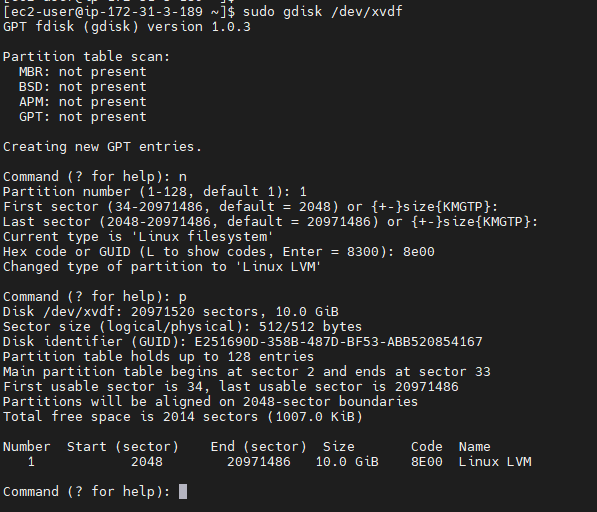 [ec2-user@ip-172-31-3-189 ~]$ sudo gdisk /dev/xvdf
GPT fdisk (gdisk) version 1.0.3
Partition table scan:
MBR: not present
BSD: not present
APM: not present
GPT: not present
Creating new GPT entries.
Command (? for help): n
Partition number (1-128, default 1): 1
First sector (34-20971486, default = 2048) or {+-}size{KMGTP}:
Last sector (2048-20971486, default = 20971486) or {+-}size{KMGTP}:
Current type is 'Linux filesystem'
Hex code or GUID (L to show codes, Enter = 8300): 8e00
Changed type of partition to 'Linux LVM'
Command (? for help): p
Disk /dev/xvdf: 20971520 sectors, 10.0 GiB
Sector size (logical/physical): 512/512 bytes
Disk identifier (GUID): E251690D-358B-487D-BF53-ABB520854167
Partition table holds up to 128 entries
Main partition table begins at sector 2 and ends at sector 33
First usable sector is 34, last usable sector is 20971486
Partitions will be aligned on 2048-sector boundaries
Total free space is 2014 sectors (1007.0 KiB)
Number  Start (sector)    End (sector)  Size       Code  Name
1            2048        20971486   10.0 GiB    8E00  Linux LVM
Command (? for help):